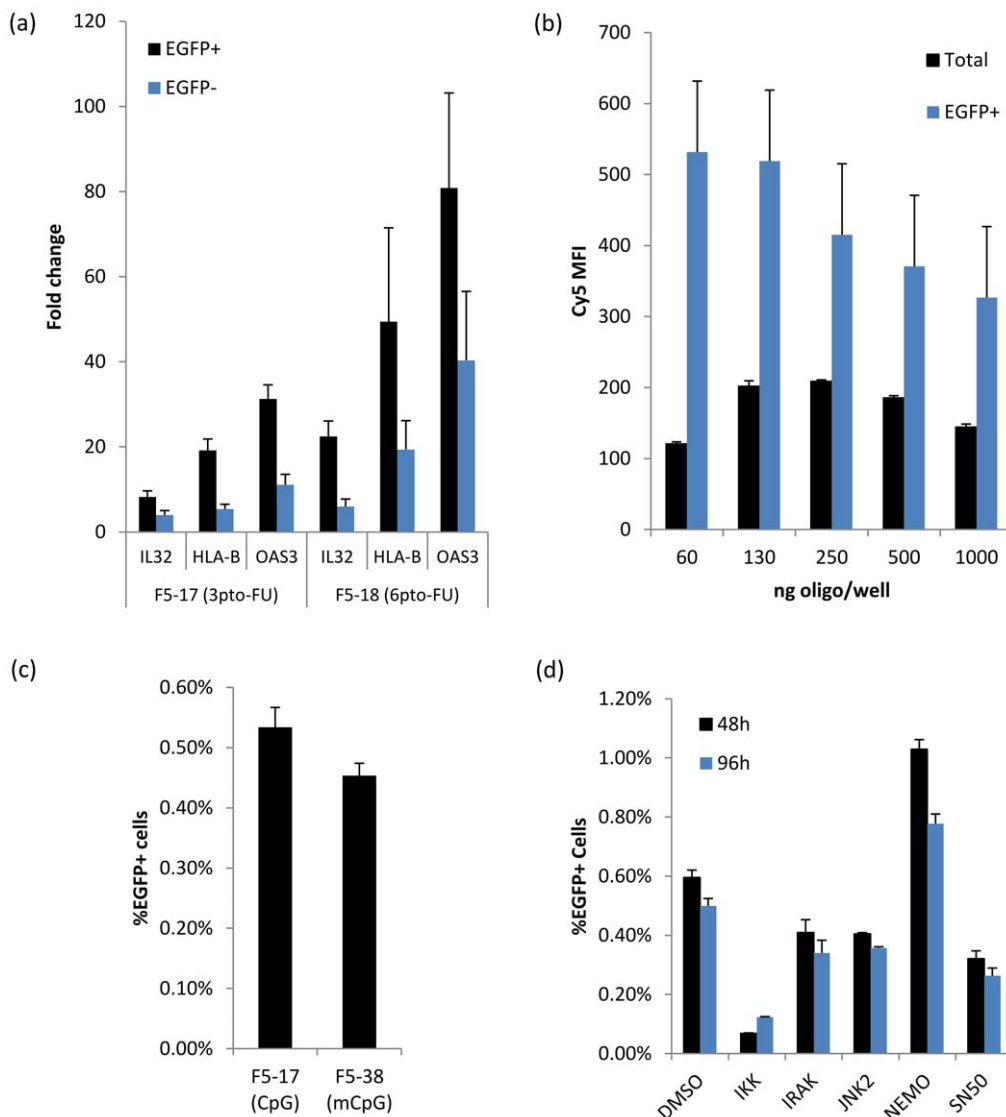 (a)
120
100
80
60
40
20
0
Fold change
EGFP+
EGFP-
IL32 HLA-B OAS3 IL32 HLA-B OAS3
F5-17 (3pto-FU) F5-18 (6pto-FU)
(b)
700
600
500
400
300
200
100
0
Cy5 MFI
Total
EGFP+
60 130 250 500 1000
ng oligo/well
(c)
0.60%
0.50%
0.40%
0.30%
0.20%
0.10%
0.00%
%EGFP+ cells
F5-17 F5-38
(CpG) (mCpG)
(d)
1.20%
1.00%
0.80%
0.60%
0.40%
0.20%
0.00%
%EGFP+ Cells
48h
96h
DMSO IKK IRAK JNK2 NEMO SN50